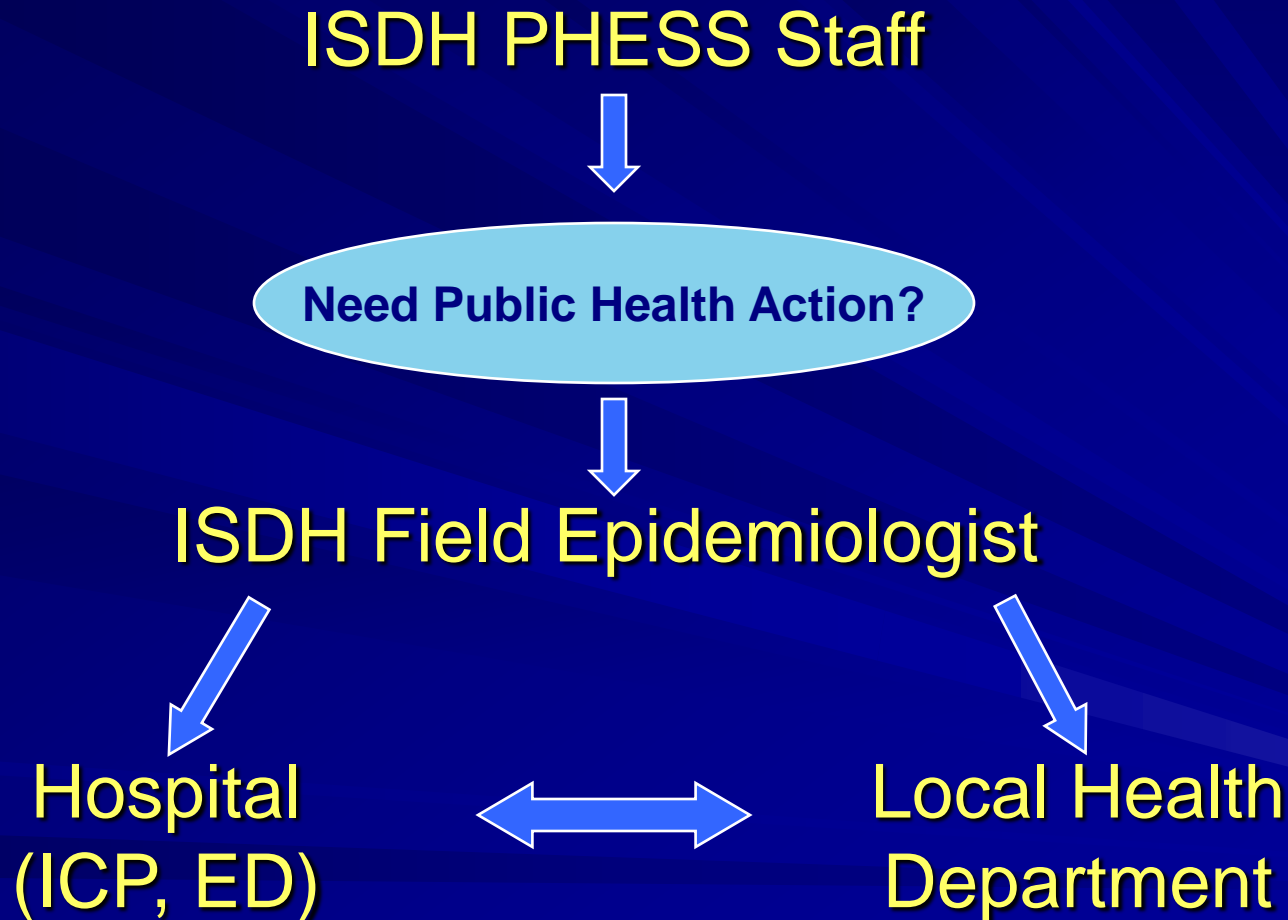 ISDH PHESS Staff
Need Public Health Action?
ISDH Field Epidemiologist
Hospital
(ICP, ED)
Local Health
Department